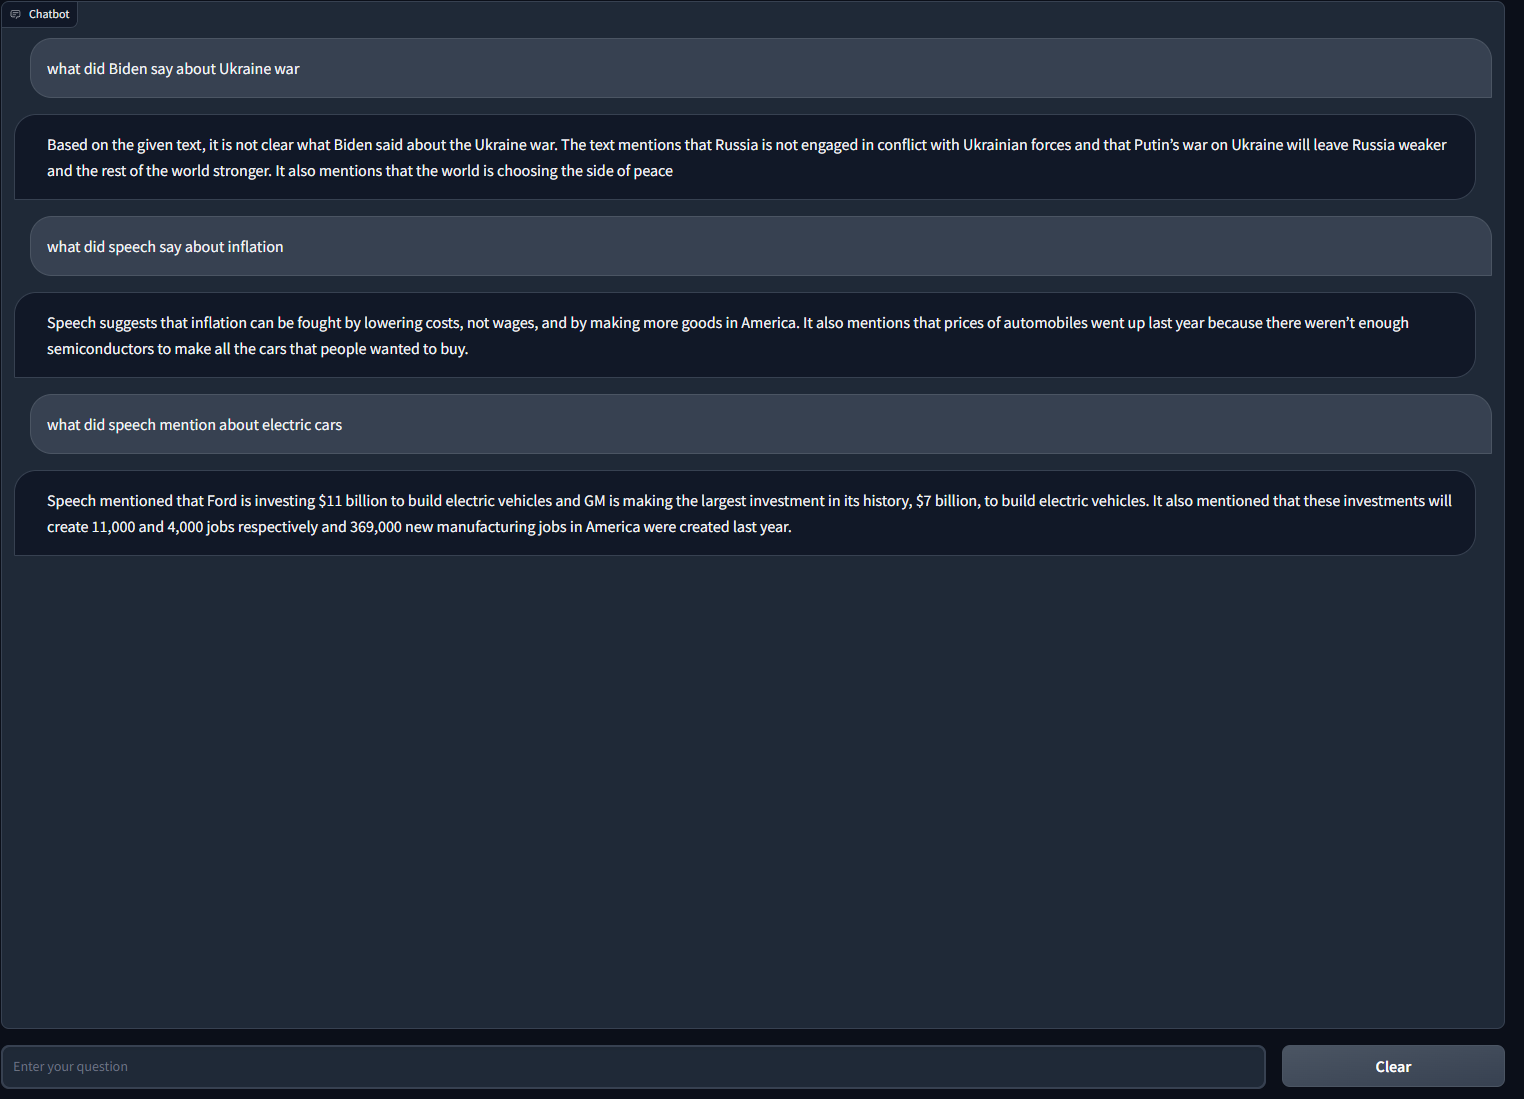 Chatbot
what did Biden say about Ukraine war
Based on the given text, it is not clear what Biden said about the Ukraine war. The text mentions that Russia is not engaged in conflict with Ukrainian forces and that Putin’s war on Ukraine will leave Russia weaker
and the rest of the world stronger. It also mentions that the world is choosing the side of peace
what did speech say about inflation
Speech suggests that inflation can be fought by lowering costs, not wages, and by making more goods in America. It also mentions that prices of automobiles went up last year because there weren’t enough
semiconductors to make all the cars that people wanted to buy.
what did speech mention about electric cars
Speech mentioned that Ford is investing $11 billion to build electric vehicles and GM is making the largest investment in its history, $7 billion, to build electric vehicles. It also mentioned that these investments will
create 11,000 and 4,000 jobs respectively and 369,000 new manufacturing jobs in America were created last year.
Enter your question
Clear